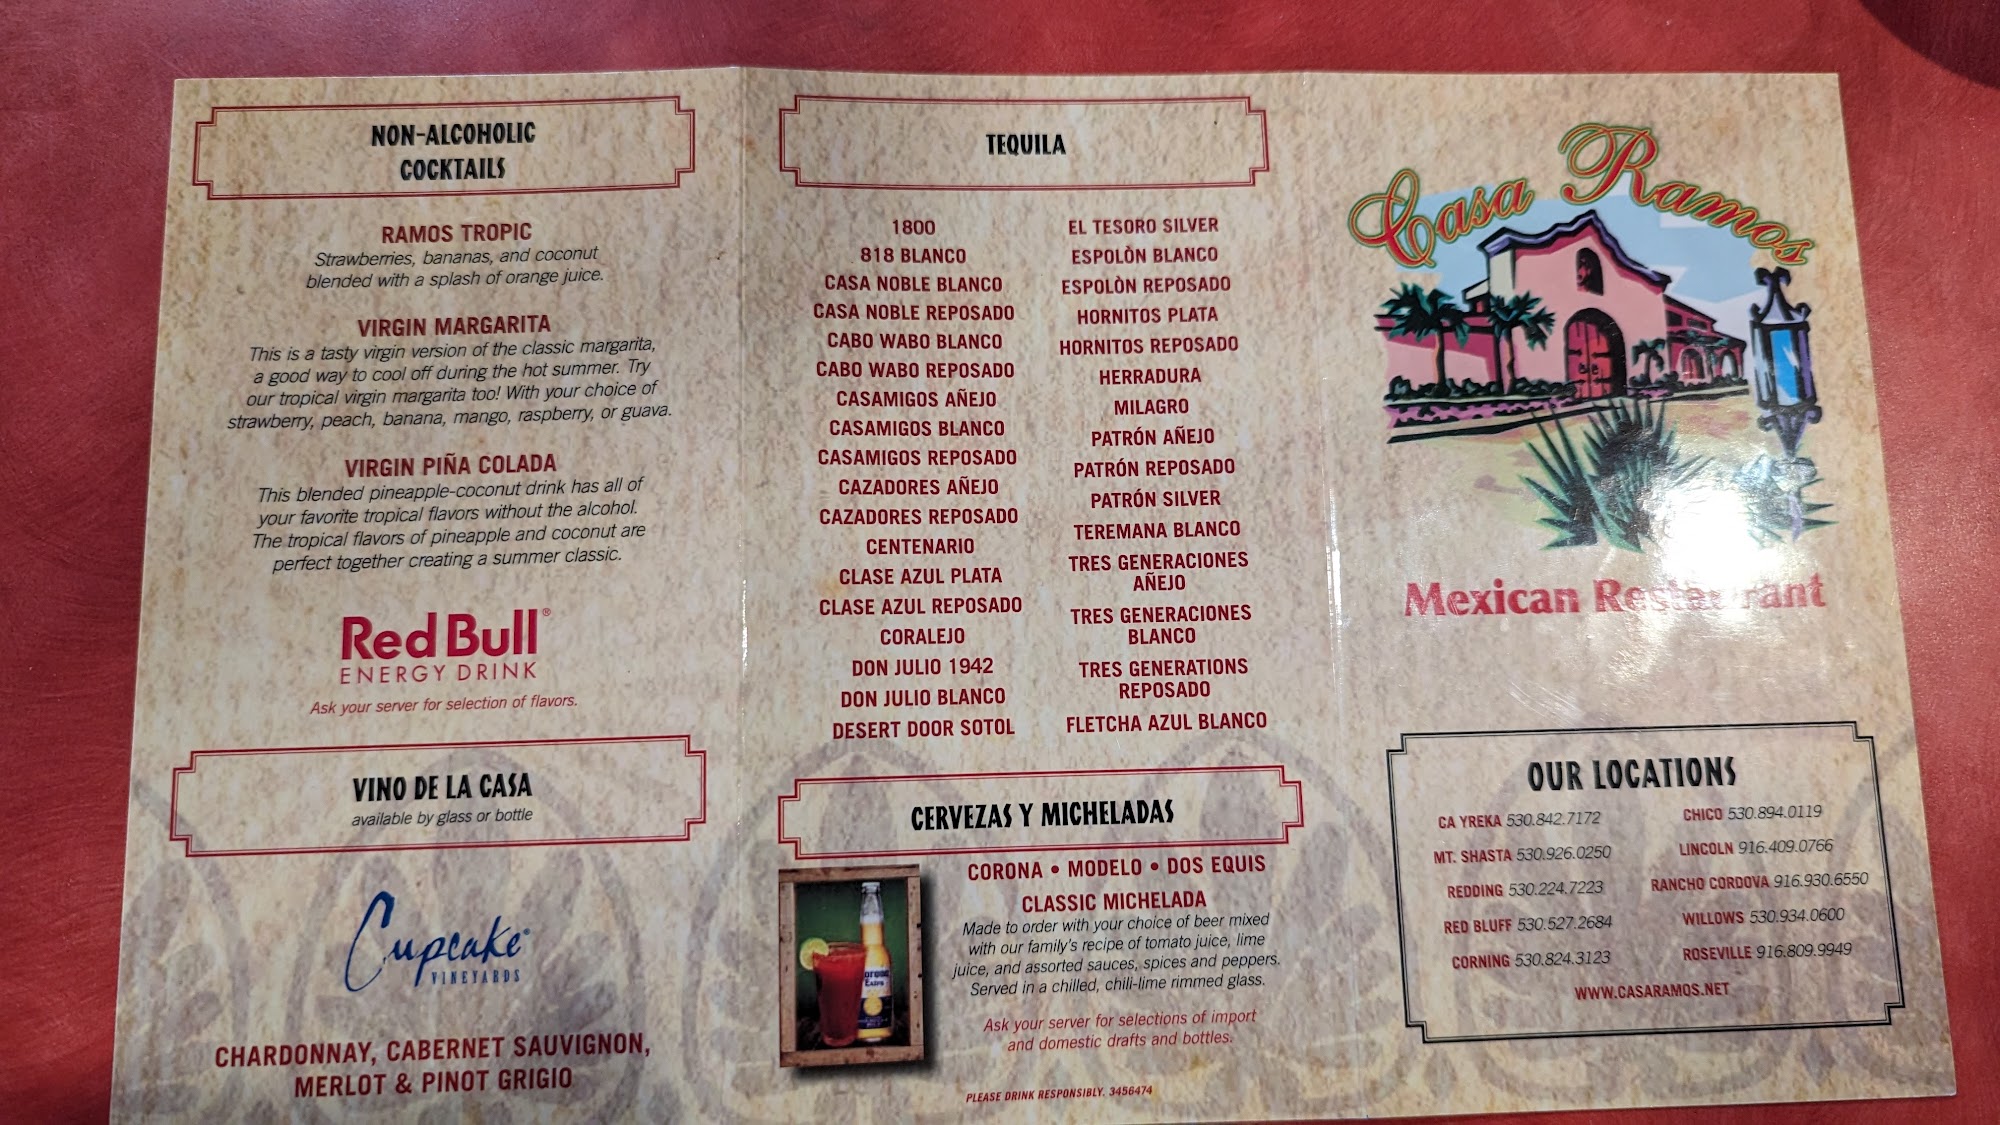 NON-ALCOHOLIC
COCKTAILS
RAMOS TROPIC
Strawberries, bananas, and coconut
blended with a splash of orange juice.
VIRGIN MARGARITA
This is a tasty virgin version of the classic margarita,
a good way to cool off during the hot summer. Try
our tropical virgin margarita too! With your choice of
strawberry, peach, banana, mango, raspberry, or guava.
VIRGIN PIÑA COLADA
This blended pineapple-coconut drink has all of
your favorite tropical flavors without the alcohol.
The tropical flavors of pineapple and coconut are
perfect together creating a summer classic.
Red Bull®
ENERGY DRINK
Ask your server for selection of flavors.
VINO DE LA CASA
available by glass or bottle
Cupcake®
VINEYARDS
CHARDONNAY, CABERNET SAUVIGNON,
MERLOT & PINOT GRIGIO
TEQUILA
1800
818 BLANCO
CASA NOBLE BLANCO
CASA NOBLE REPOSADO
CABO WABO BLANCO
CABO WABO REPOSADO
CASAMIGOS AÑEJO
CASAMIGOS BLANCO
CASAMIGOS REPOSADO
CAZADORES AÑEJO
CAZADORES REPOSADO
CENTENARIO
CLASE AZUL PLATA
CLASE AZUL REPOSADO
CORALEJO
DON JULIO 1942
DON JULIO BLANCO
DESERT DOOR SOTOL
EL TESORO SILVER
ESPOLÒN BLANCO
ESPOLÒN REPOSADO
HORNITOS PLATA
HORNITOS REPOSADO
HERRADURA
MILAGRO
PATRÓN AÑEJO
PATRÓN REPOSADO
PATRÓN SILVER
TEREMANA BLANCO
TRES GENERACIONES
AÑEJO
TRES GENERACIONES
BLANCO
TRES GENERATIONS
REPOSADO
FLETCHA AZUL BLANCO
CERVEZAS Y MICHELADAS
CORONA • MODELO • DOS EQUIS
CLASSIC MICHELADA
Made to order with your choice of beer mixed
with our family's recipe of tomato juice, lime
juice, and assorted sauces, spices and peppers.
Served in a chilled, chili-lime rimmed glass.
Ask your server for selections of import
and domestic drafts and bottles.
PLEASE DRINK RESPONSIBLY. 3456474
Casa Ramos
Mexican Restaurant
OUR LOCATIONS
CA YREKA 530.842.7172
MT. SHASTA 530.926.0250
REDDING 530.224.7223
RED BLUFF 530.527.2684
CORNING 530.824.3123
CHICO 530.894.0119
LINCOLN 916.409.0766
RANCHO CORDOVA 916.930.6550
WILLOWS 530.934.0600
ROSEVILLE 916.809.9949
WWW.CASARAMOS.NET